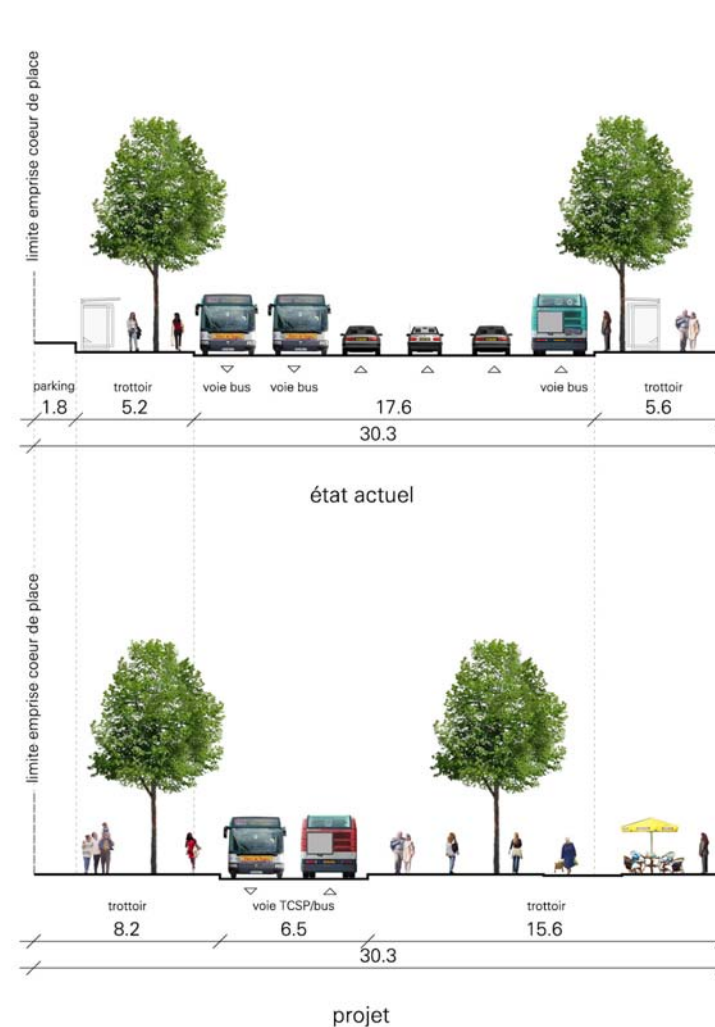 limite emprise coeur de place
parking trottoir voie bus voie bus voie bus trottoir
1.8 5.2 17.6 5.6
30.3
état actuel
limite emprise coeur de place
trottoir voie TCSP/bus trottoir
8.2 6.5 15.6
30.3
projet